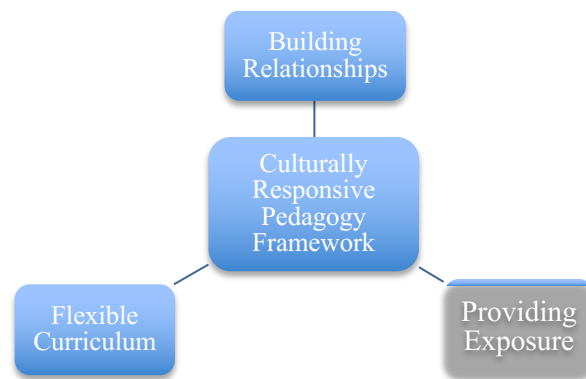 Building
Relationships
Culturally
Responsive
Pedagogy
Framework
Flexible
Curriculum
Providing
Exposure